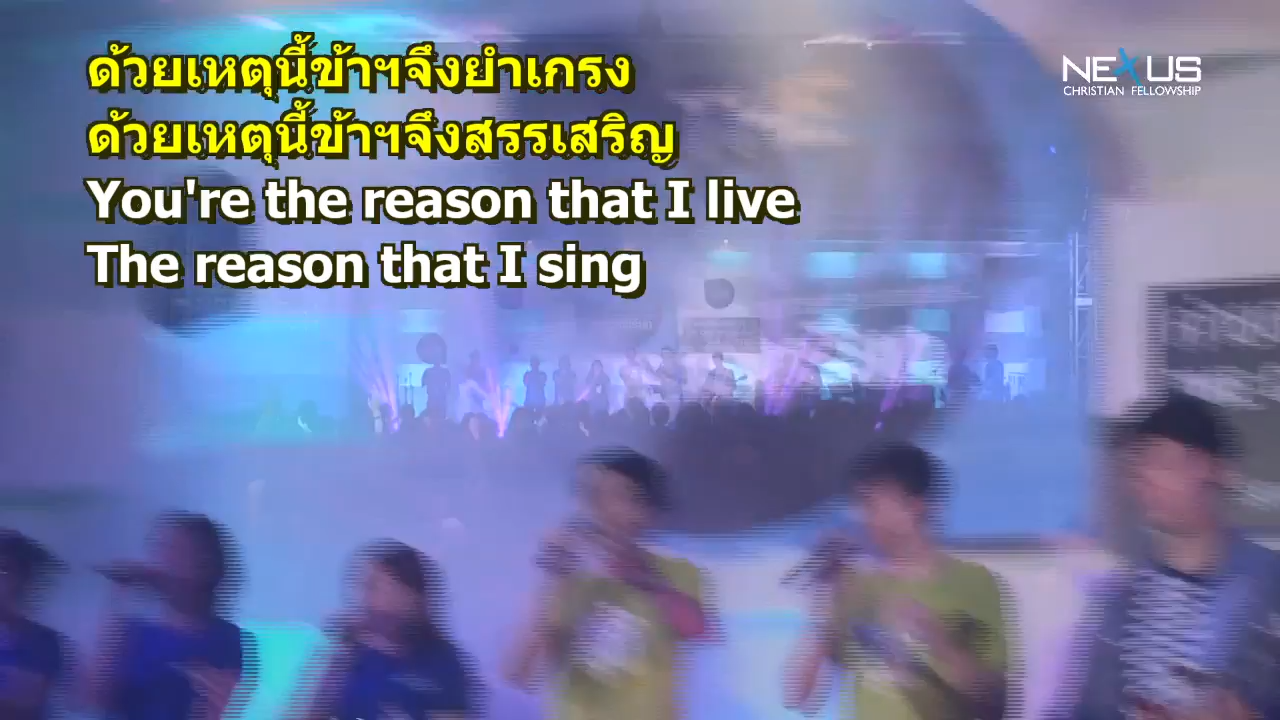 ด้วยเหตุนี้ข้าฯจึงยำเกรง
ด้วยเหตุนี้ข้าฯจึงสรรเสริญ
You're the reason that I live
The reason that I sing
NEXUS
CHRISTIAN FELLOWSHIP